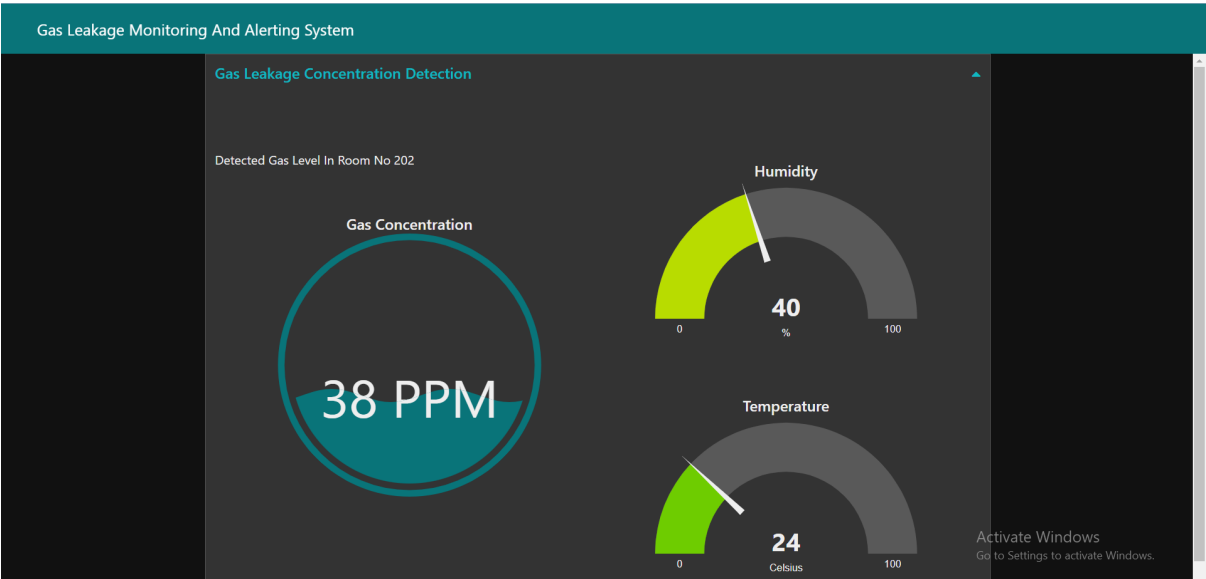 Gas Leakage Monitoring And Alerting System
Gas Leakage Concentration Detection
Detected Gas Level In Room No 202
Gas Concentration
38 PPM
Humidity
40
0
%
100
Temperature
24
0
Celsius
100
Activate Windows
Go to Settings to activate Windows.